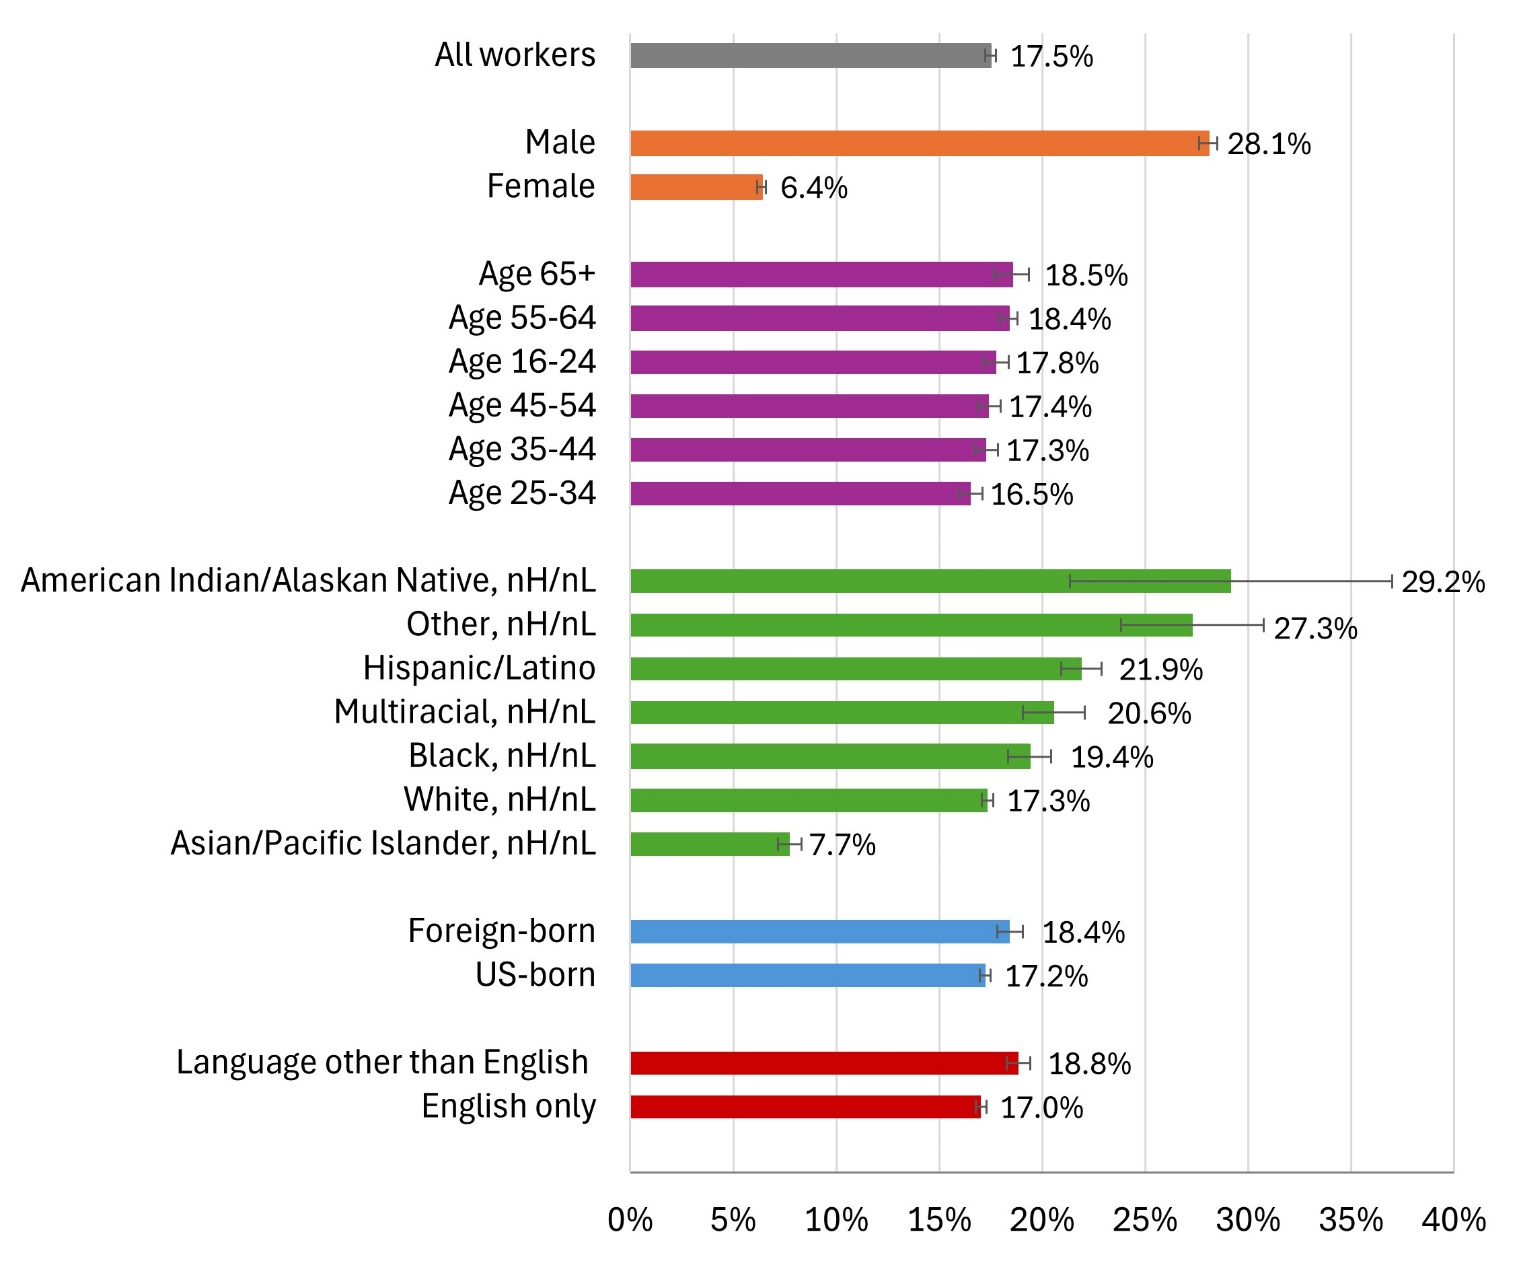 All workers 17.5%
Male 28.1%
Female 6.4%
Age 65+ 18.5%
Age 55-64 18.4%
Age 16-24 17.8%
Age 45-54 17.4%
Age 35-44 17.3%
Age 25-34 16.5%
American Indian/Alaskan Native, nH/nL 29.2%
Other, nH/nL 27.3%
Hispanic/Latino 21.9%
Multiracial, nH/nL 20.6%
Black, nH/nL 19.4%
White, nH/nL 17.3%
Asian/Pacific Islander, nH/nL 7.7%
Foreign-born 18.4%
US-born 17.2%
Language other than English 18.8%
English only 17.0%
0% 5% 10% 15% 20% 25% 30% 35% 40%